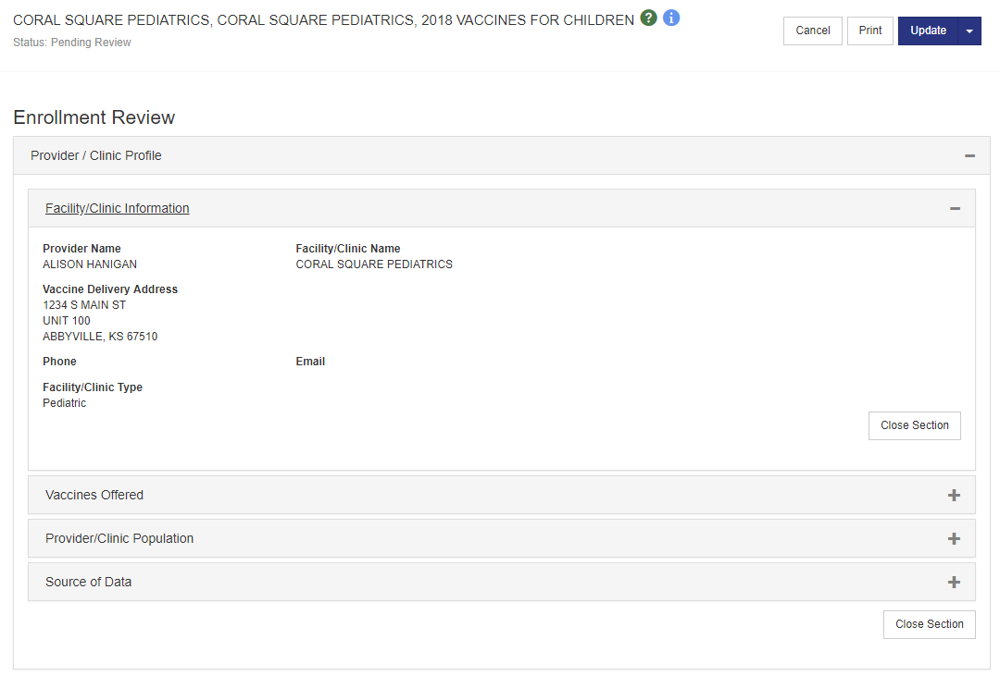 CORAL SQUARE PEDIATRICS, CORAL SQUARE PEDIATRICS, 2018 VACCINES FOR CHILDREN ? i
Status: Pending Review
Cancel
Print
Update
Enrollment Review
Provider / Clinic Profile
Facility/Clinic Information
Provider Name
ALISON HANIGAN
Facility/Clinic Name
CORAL SQUARE PEDIATRICS
Vaccine Delivery Address
1234 S MAIN ST
UNIT 100
ABBYVILLE, KS 67510
Phone
Email
Facility/Clinic Type
Pediatric
Close Section
Vaccines Offered
Provider/Clinic Population
Source of Data
Close Section